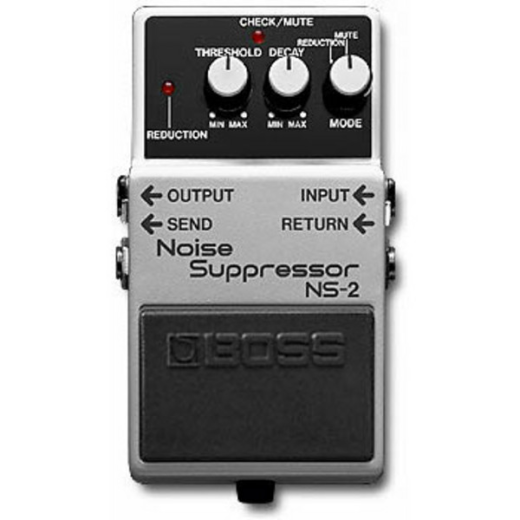 CHECK/MUTE
THRESHOLD DECAY
REDUCTION
MUTE
MIN MAX
MIN MAX
MODE
REDUCTION
← OUTPUT
INPUT ←
← SEND
RETURN ←
Noise
Suppressor
NS-2
BOSS